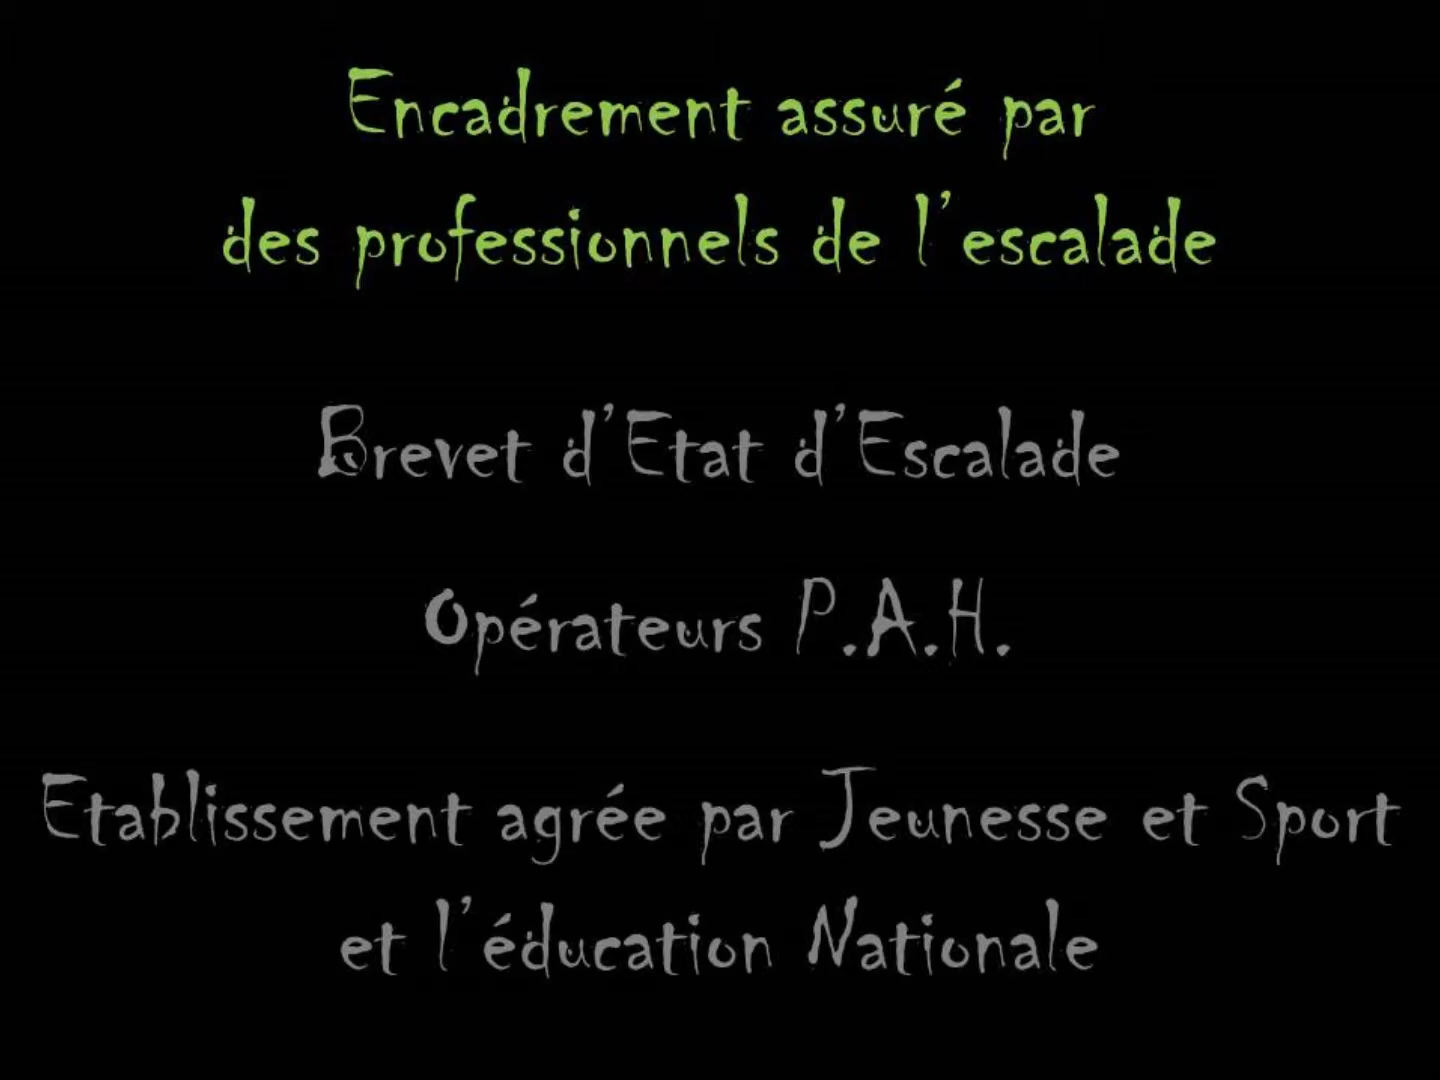 Encadrement assuré par
des professionnels de l'escalade
Brevet d'Etat d'Escalade
Opérateurs P.A.H.
Etablissement agrée par Jeunesse et Sport
et l'éducation Nationale